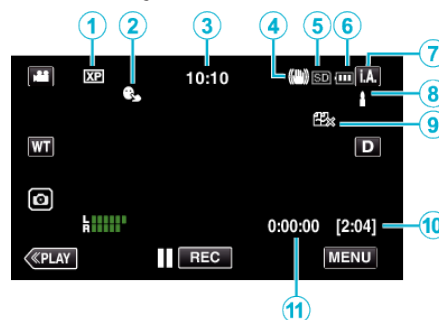 1 2 3 4 5 6 7
XP 10:10 SD i.A.
8
9
WT D
L
R
0:00:00 [2:04] 10
≪PLAY REC MENU
11